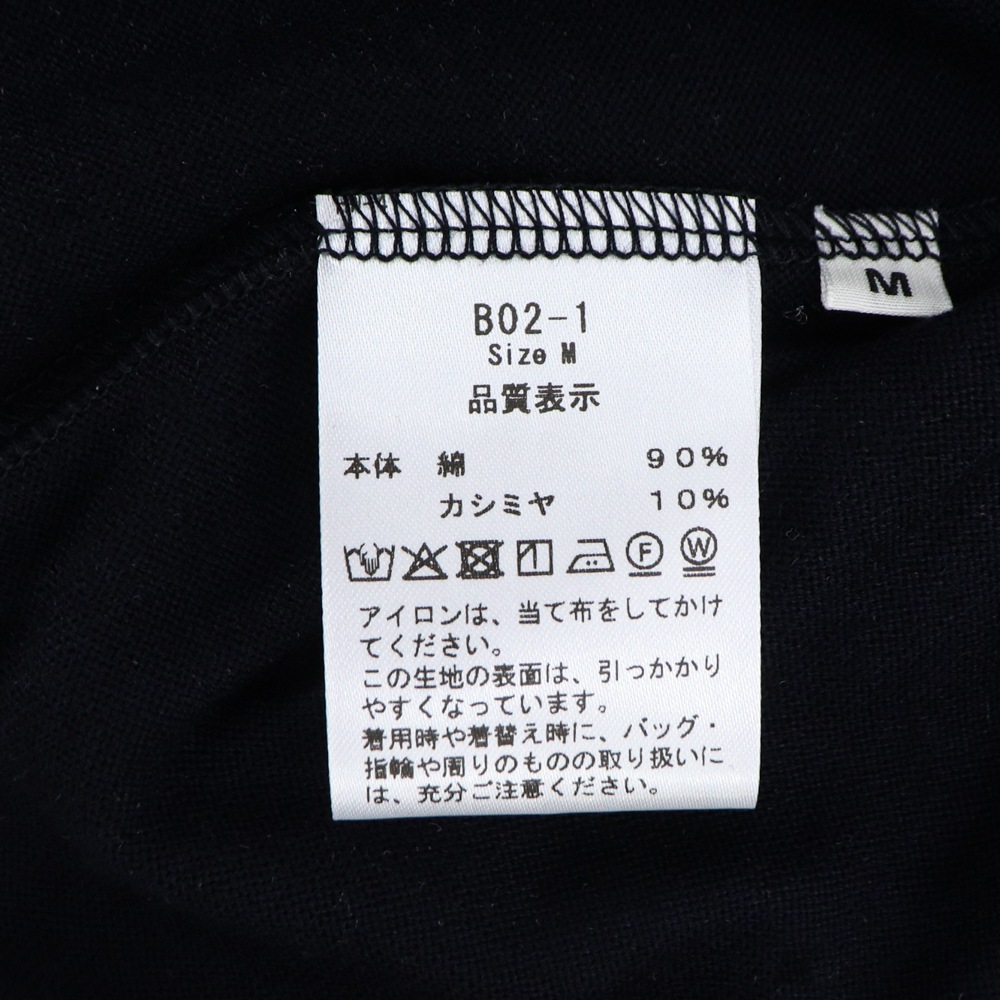 B02-1
Size M
品質表示
本体 綿 90%
カシミヤ 10%
F W
アイロンは、当て布をしてかけ
てください。
この生地の表面は、引っかかり
やすくなっています。
着用時や着替え時に、バッグ・
指輪や周りのものの取り扱いに
は、充分ご注意ください。
M